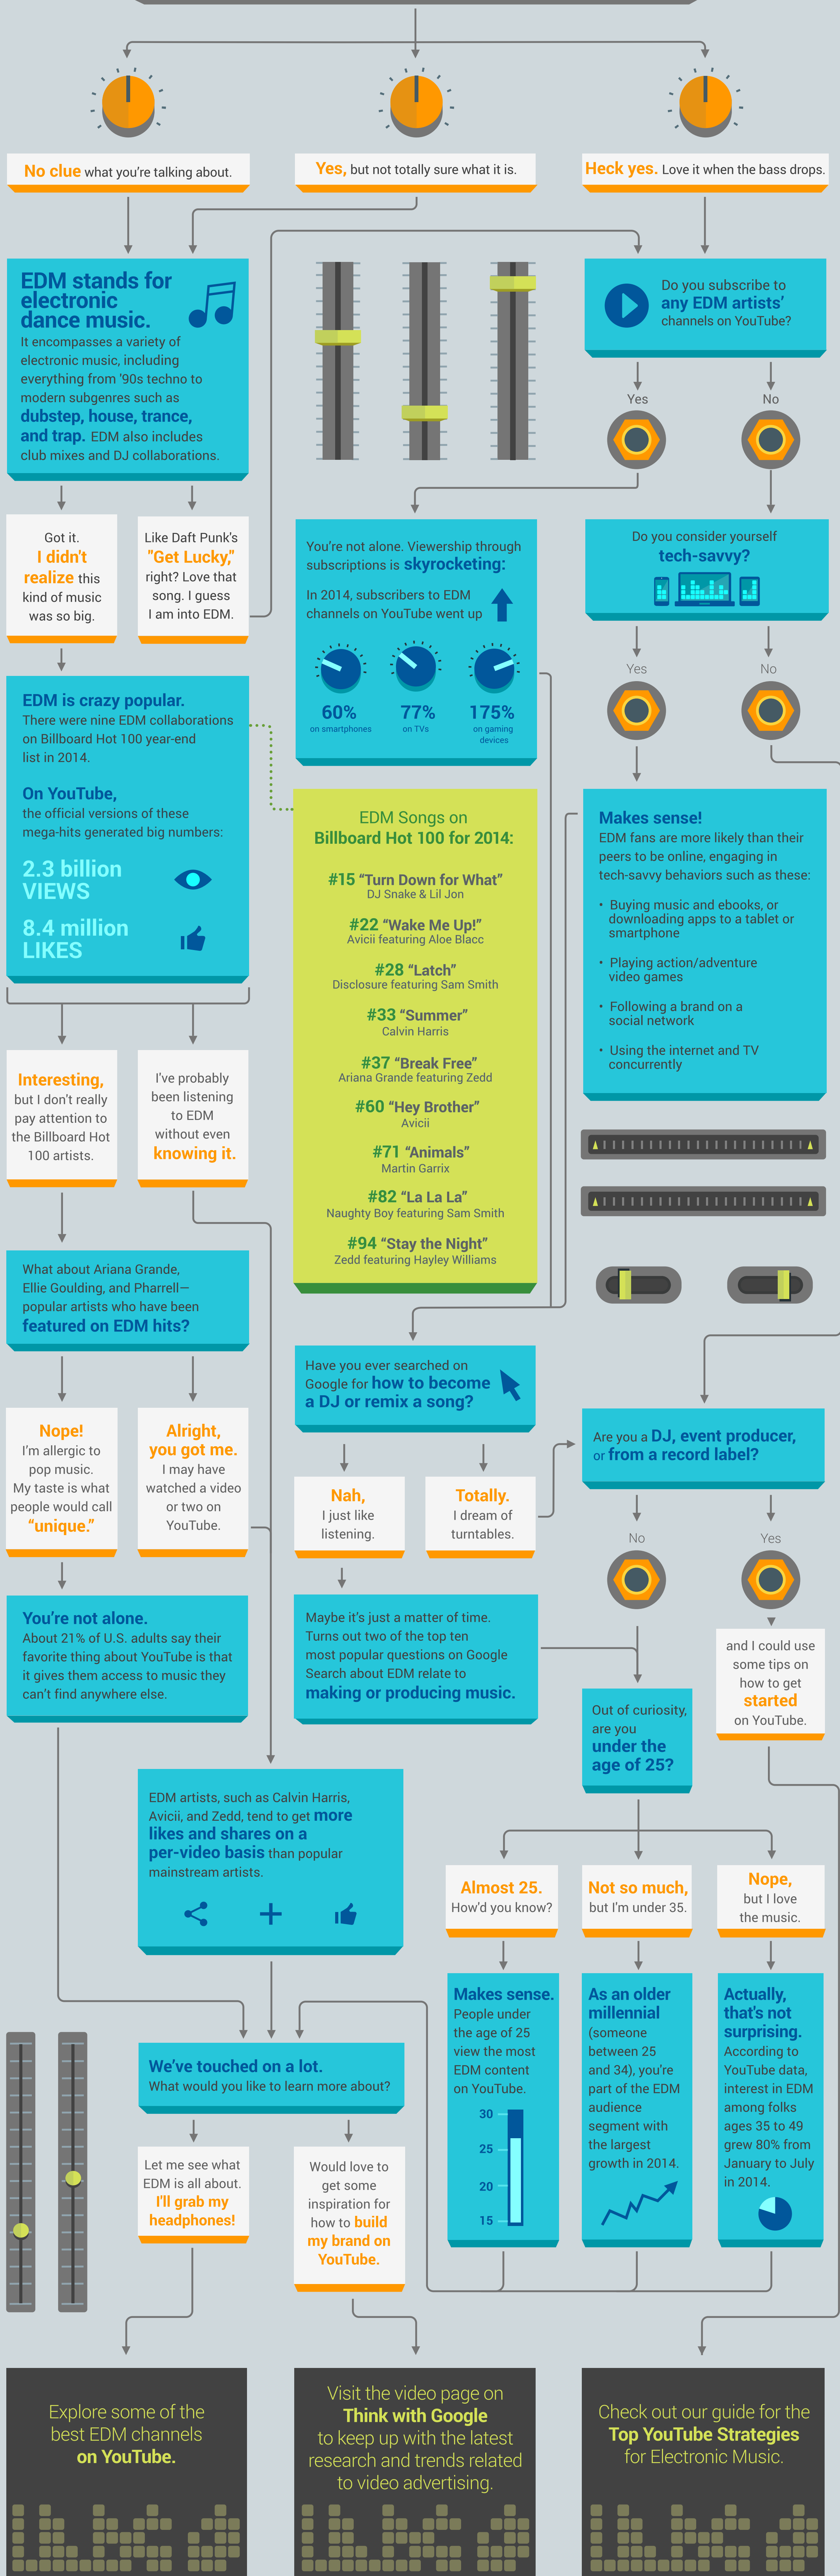 No clue what you're talking about.
Yes, but not totally sure what it is.
Heck yes. Love it when the bass drops.
EDM stands for
electronic
dance music.
It encompasses a variety of
electronic music, including
everything from '90s techno to
modern subgenres such as
dubstep, house, trance,
and trap. EDM also includes
club mixes and DJ collaborations.
Do you subscribe to
any EDM artists'
channels on YouTube?
Yes
No
Got it.
I didn't
realize this
kind of music
was so big.
Like Daft Punk's
"Get Lucky,"
right? Love that
song. I guess
I am into EDM.
You're not alone. Viewership through
subscriptions is skyrocketing:
In 2014, subscribers to EDM
channels on YouTube went up
60%
on smartphones
77%
on TVs
175%
on gaming
devices
Do you consider yourself
tech-savvy?
Yes
No
EDM is crazy popular.
There were nine EDM collaborations
on Billboard Hot 100 year-end
list in 2014.
On YouTube,
the official versions of these
mega-hits generated big numbers:
2.3 billion
VIEWS
8.4 million
LIKES
EDM Songs on
Billboard Hot 100 for 2014:
#15 “Turn Down for What”
DJ Snake & Lil Jon
#22 “Wake Me Up!”
Avicii featuring Aloe Blacc
#28 “Latch”
Disclosure featuring Sam Smith
#33 “Summer”
Calvin Harris
#37 “Break Free”
Ariana Grande featuring Zedd
#60 “Hey Brother”
Avicii
#71 “Animals”
Martin Garrix
#82 “La La La”
Naughty Boy featuring Sam Smith
#94 “Stay the Night”
Zedd featuring Hayley Williams
Makes sense!
EDM fans are more likely than their
peers to be online, engaging in
tech-savvy behaviors such as these:
• Buying music and ebooks, or
downloading apps to a tablet or
smartphone
• Playing action/adventure
video games
• Following a brand on a
social network
• Using the internet and TV
concurrently
Interesting,
but I don't really
pay attention to
the Billboard Hot
100 artists.
I've probably
been listening
to EDM
without even
knowing it.
What about Ariana Grande,
Ellie Goulding, and Pharrell—
popular artists who have been
featured on EDM hits?
Have you ever searched on
Google for how to become
a DJ or remix a song?
Are you a DJ, event producer,
or from a record label?
Nope!
I'm allergic to
pop music.
My taste is what
people would call
“unique.”
Alright,
you got me.
I may have
watched a video
or two on
YouTube.
Nah,
I just like
listening.
Totally.
I dream of
turntables.
No
Yes
You're not alone.
About 21% of U.S. adults say their
favorite thing about YouTube is that
it gives them access to music they
can't find anywhere else.
Maybe it's just a matter of time.
Turns out two of the top ten
most popular questions on Google
Search about EDM relate to
making or producing music.
and I could use
some tips on
how to get
started
on YouTube.
Out of curiosity,
are you
under the
age of 25?
EDM artists, such as Calvin Harris,
Avicii, and Zedd, tend to get more
likes and shares on a
per-video basis than popular
mainstream artists.
Almost 25.
How'd you know?
Not so much,
but I'm under 35.
Nope,
but I love
the music.
Makes sense.
People under
the age of 25
view the most
EDM content
on YouTube.
30
25
20
15
As an older
millennial
(someone
between 25
and 34), you're
part of the EDM
audience
segment with
the largest
growth in 2014.
Actually,
that's not
surprising.
According to
YouTube data,
interest in EDM
among folks
ages 35 to 49
grew 80% from
January to July
in 2014.
We've touched on a lot.
What would you like to learn more about?
Let me see what
EDM is all about.
I'll grab my
headphones!
Would love to
get some
inspiration for
how to build
my brand on
YouTube.
Explore some of the
best EDM channels
on YouTube.
Visit the video page on
Think with Google
to keep up with the latest
research and trends related
to video advertising.
Check out our guide for the
Top YouTube Strategies
for Electronic Music.